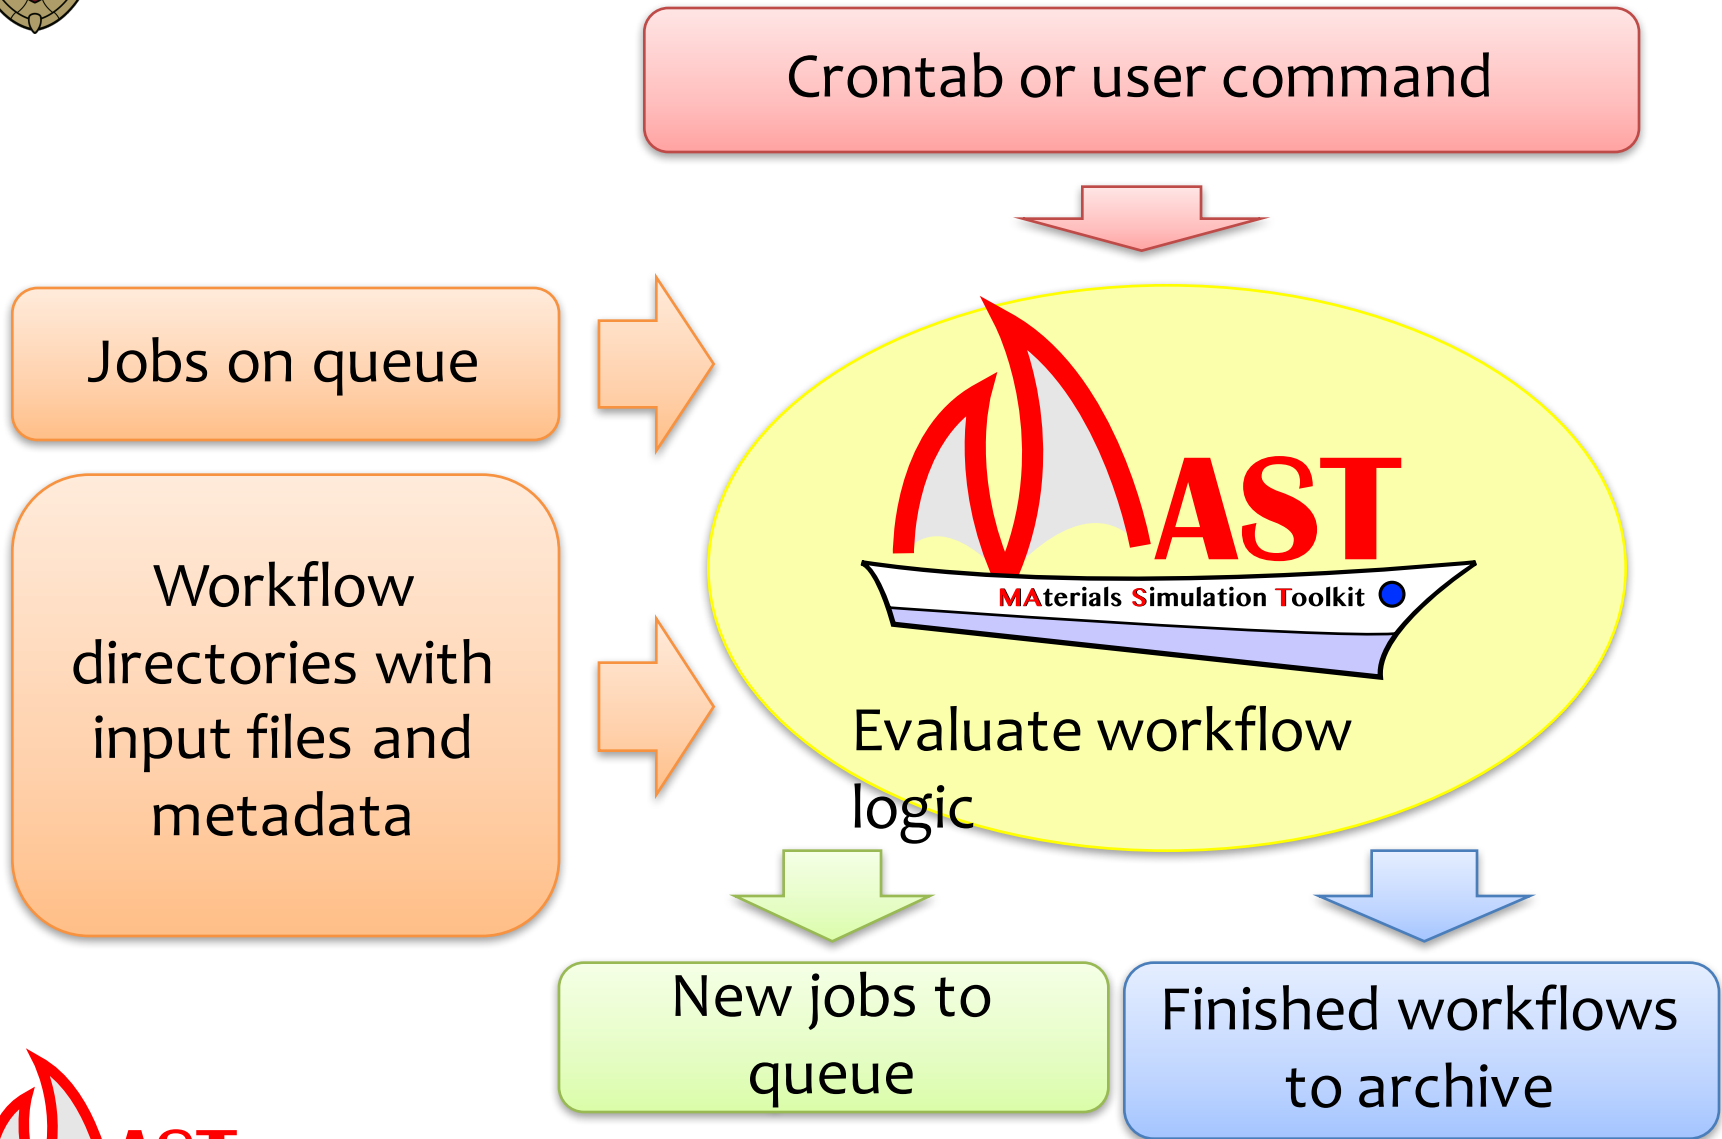 Crontab or user command
Jobs on queue
Workflow
directories with
input files and
metadata
MAST
MAterials Simulation Toolkit
Evaluate workflow
logic
New jobs to
queue
Finished workflows
to archive
MAST